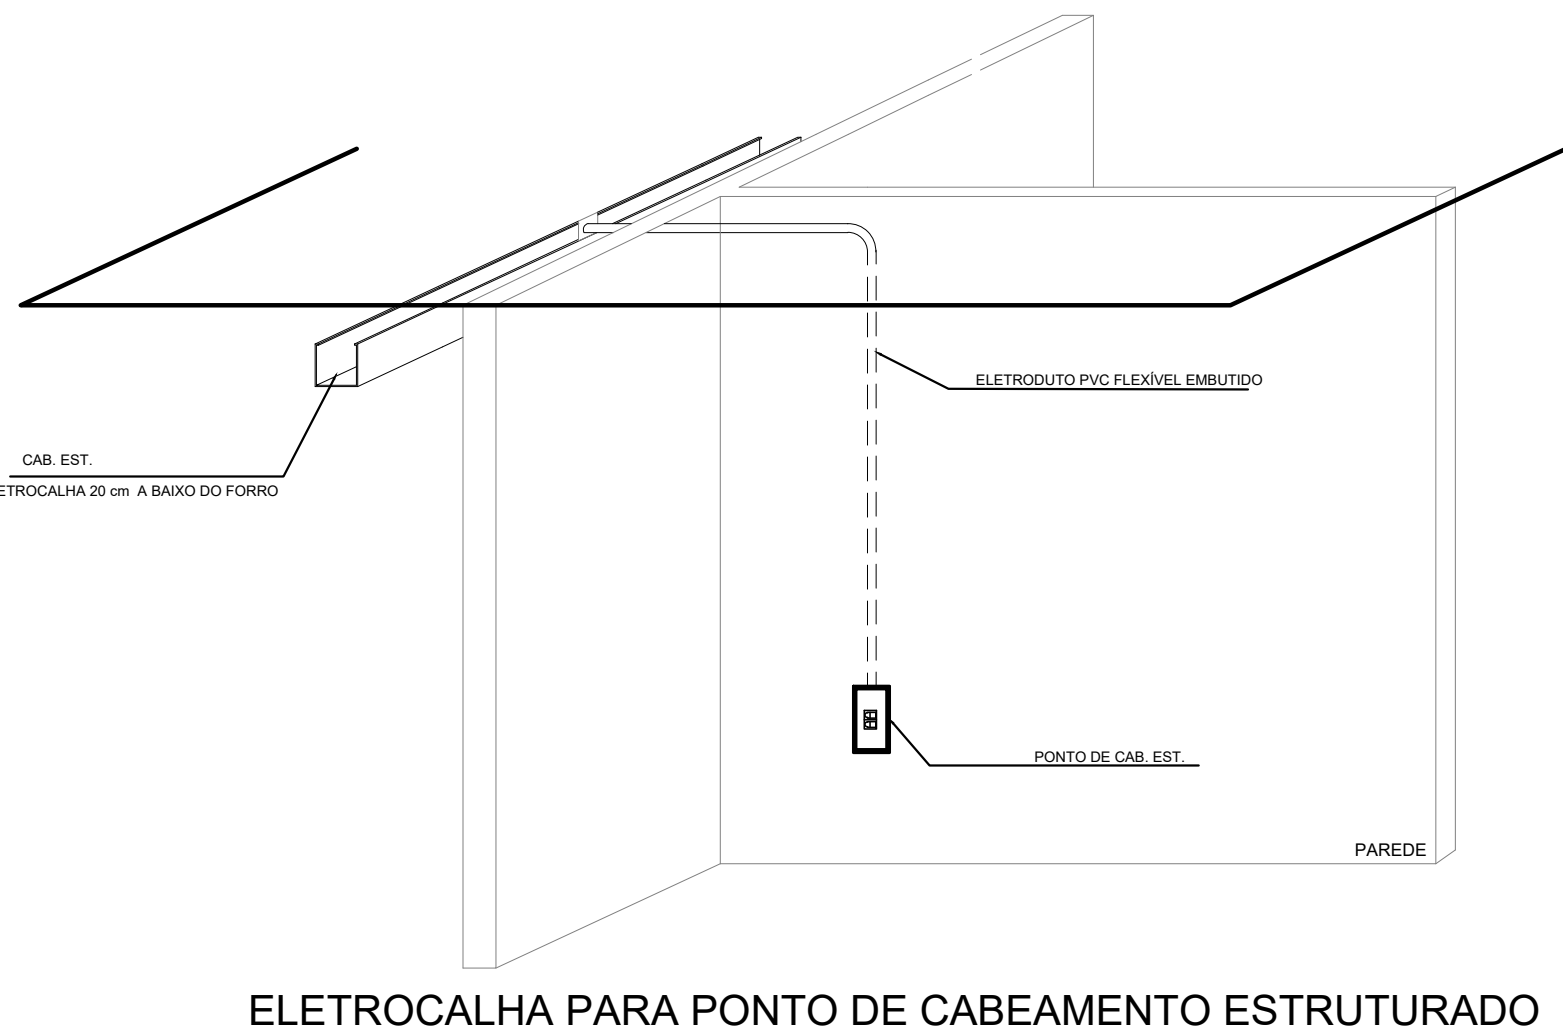 ELETRODUTO PVC FLEXÍVEL EMBUTIDO
CAB. EST.
ETROCALHA 20 cm A BAIXO DO FORRO
PONTO DE CAB. EST.
PAREDE
ELETROCALHA PARA PONTO DE CABEAMENTO ESTRUTURADO